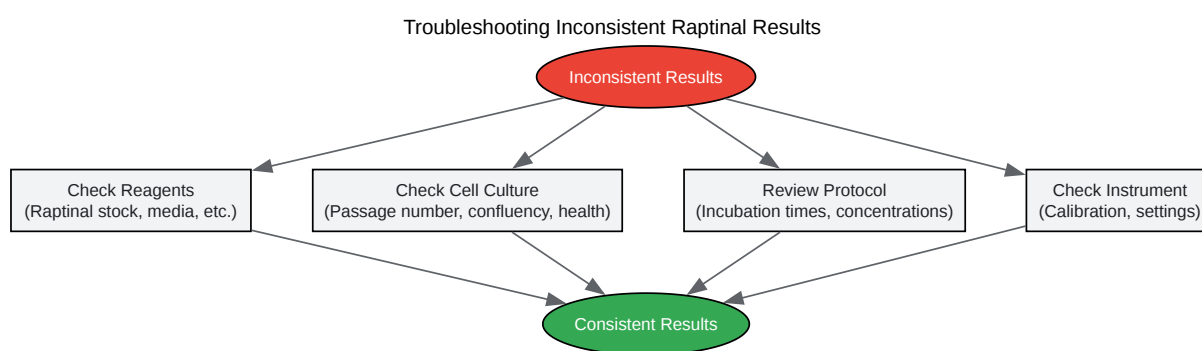 Troubleshooting Inconsistent Raptinal Results
Inconsistent Results
Check Reagents
(Raptinal stock, media, etc.)
Check Cell Culture
(Passage number, confluency, health)
Review Protocol
(Incubation times, concentrations)
Check Instrument
(Calibration, settings)
Consistent Results